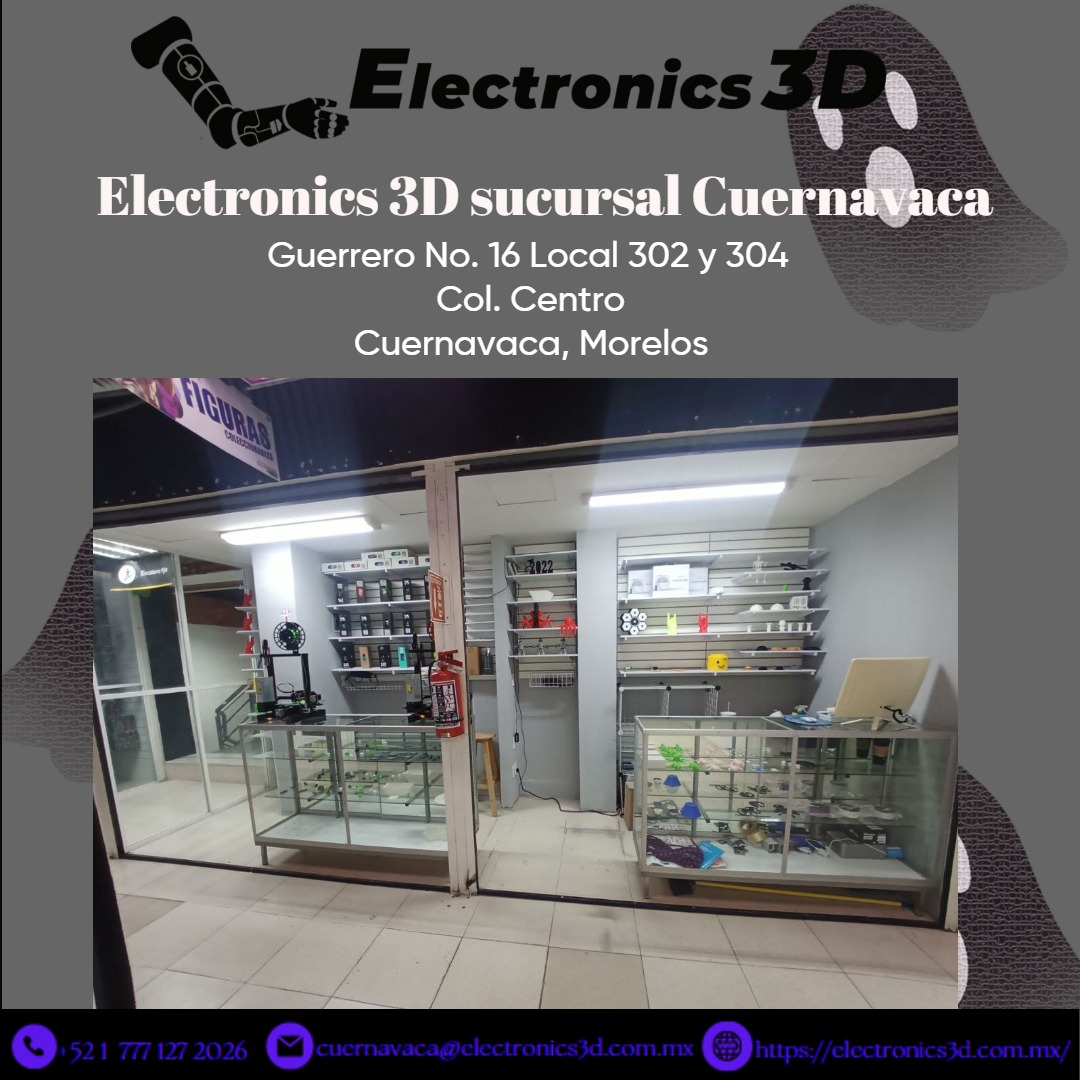 Electronics 3D
Electronics 3D sucursal Cuernavaca
Guerrero No. 16 Local 302 y 304
Col. Centro
Cuernavaca, Morelos
FIGURAS
COLECCIONABLES
2022
+52 1 777 127 2026
cuernavaca@electronics3d.com.mx
https://electronics3d.com.mx/